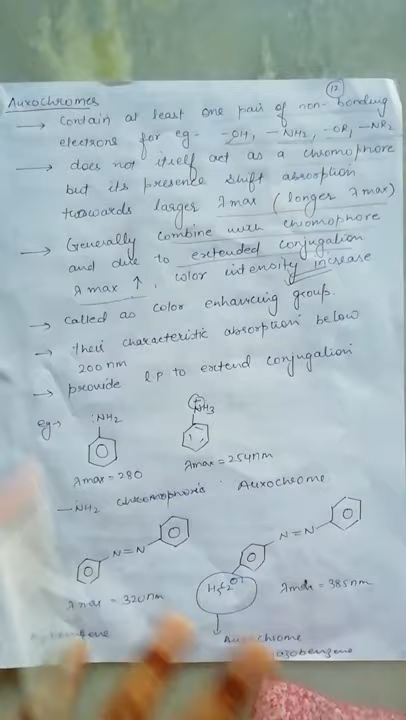 (12)
Auxochromes
→ Contain at least one pair of non-bonding
electrons for eg- -OH, -NH2, -OR, -NR2
→ does not itself act as a chromophore
but its presence shift absorption
towards larger λmax (longer λmax)
→ Generally combine with chromophore
and due to extended conjugation
λmax ↑, color intensity increase
→ called as color enhancing group.
→ their characteristic absorption below
200 nm
→ provide lp to extend conjugation
eg→
:NH2
NH3
+
λmax = 280
λmax = 254nm
-NH2 Auxochrome
N=N
N=N
H5C2O
λmax = 320nm
λmax = 385nm
Auxochrome
azobenzene